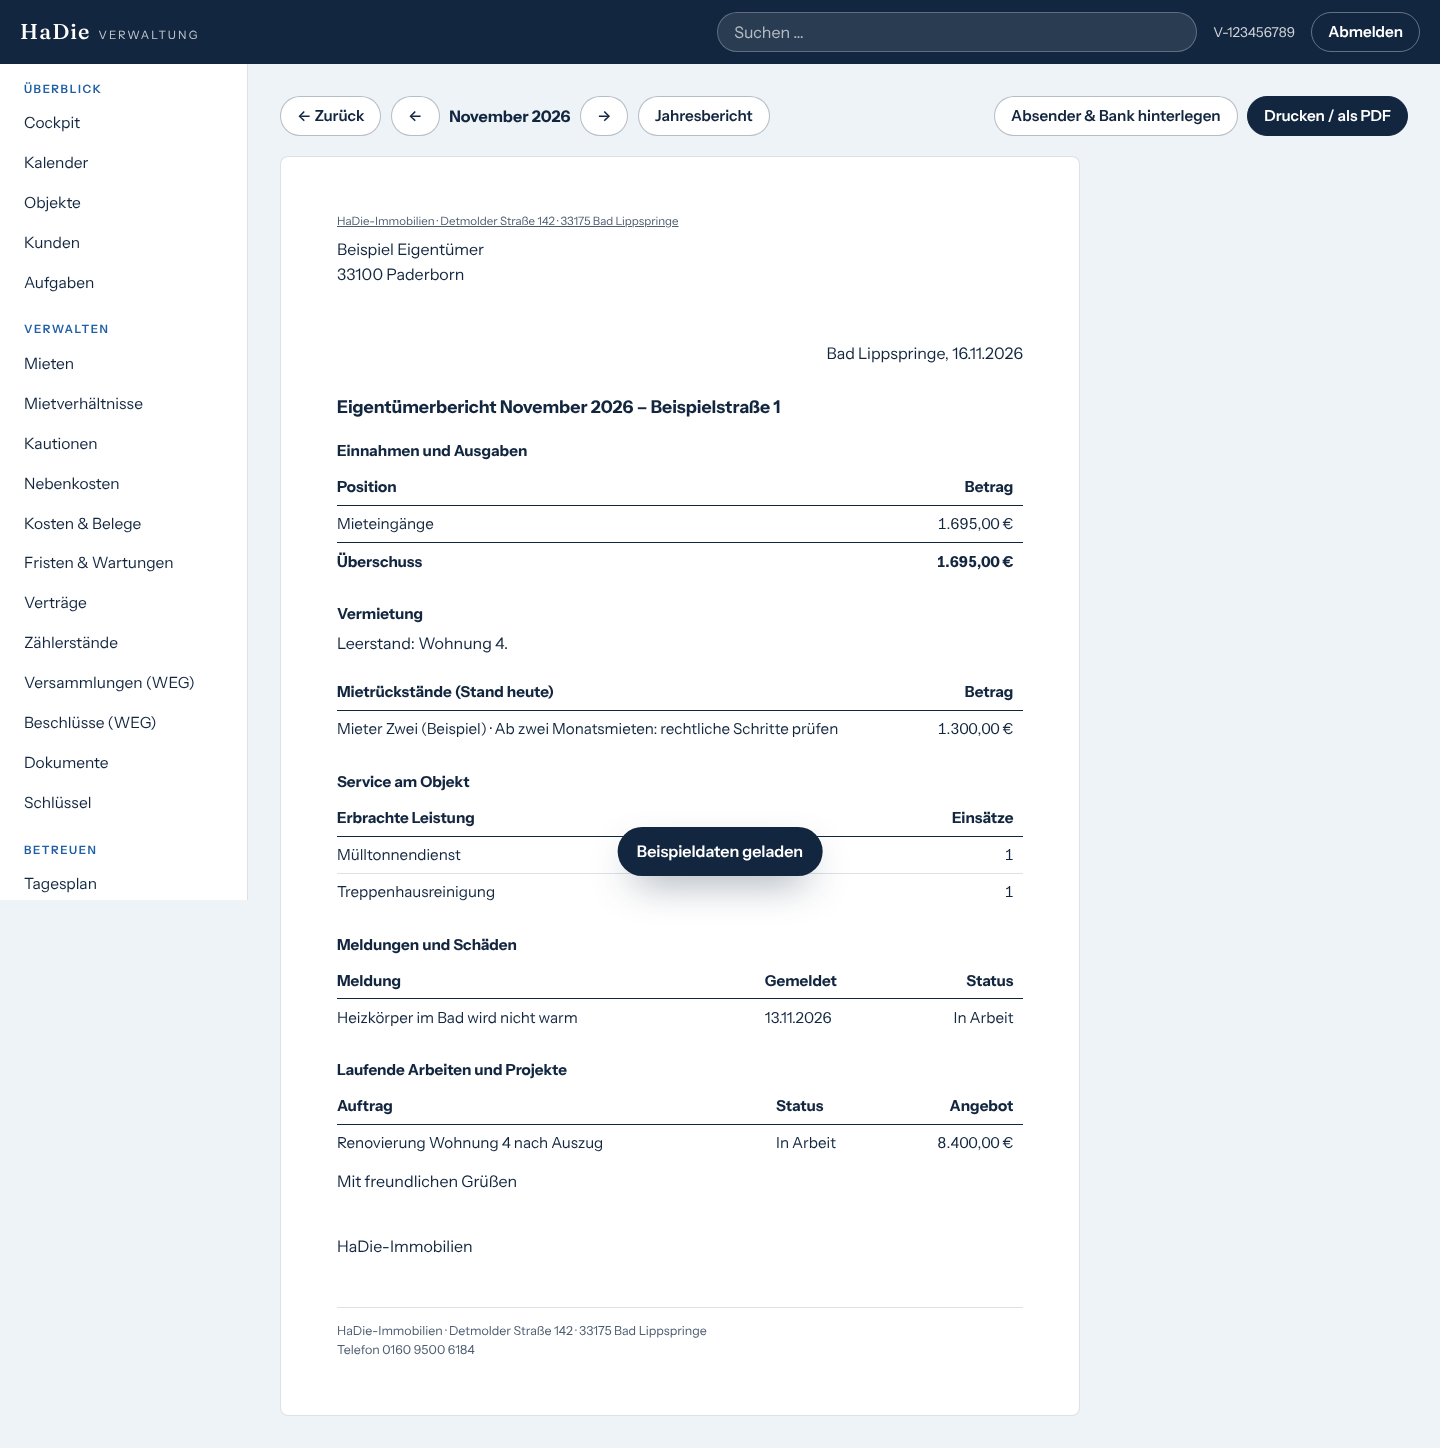 HaDie VERWALTUNG
Suchen ...
V-123456789
Abmelden
ÜBERBLICK
Cockpit
Kalender
Objekte
Kunden
Aufgaben
VERWALTEN
Mieten
Mietverhältnisse
Kautionen
Nebenkosten
Kosten & Belege
Fristen & Wartungen
Verträge
Zählerstände
Versammlungen (WEG)
Beschlüsse (WEG)
Dokumente
Schlüssel
BETREUEN
Tagesplan
← Zurück ← November 2026 → Jahresbericht Absender & Bank hinterlegen Drucken / als PDF
HaDie-Immobilien · Detmolder Straße 142 · 33175 Bad Lippspringe
Beispiel Eigentümer
33100 Paderborn
Bad Lippspringe, 16.11.2026
Eigentümerbericht November 2026 – Beispielstraße 1
Einnahmen und Ausgaben
Position Betrag
Mieteingänge 1.695,00 €
Überschuss 1.695,00 €
Vermietung
Leerstand: Wohnung 4.
Mietrückstände (Stand heute) Betrag
Mieter Zwei (Beispiel) · Ab zwei Monatsmieten: rechtliche Schritte prüfen 1.300,00 €
Service am Objekt
Erbrachte Leistung Einsätze
Mülltonnendienst 1
Beispieldaten geladen
Treppenhausreinigung 1
Meldungen und Schäden
Meldung Gemeldet Status
Heizkörper im Bad wird nicht warm 13.11.2026 In Arbeit
Laufende Arbeiten und Projekte
Auftrag Status Angebot
Renovierung Wohnung 4 nach Auszug In Arbeit 8.400,00 €
Mit freundlichen Grüßen
HaDie-Immobilien
HaDie-Immobilien · Detmolder Straße 142 · 33175 Bad Lippspringe
Telefon 0160 9500 6184